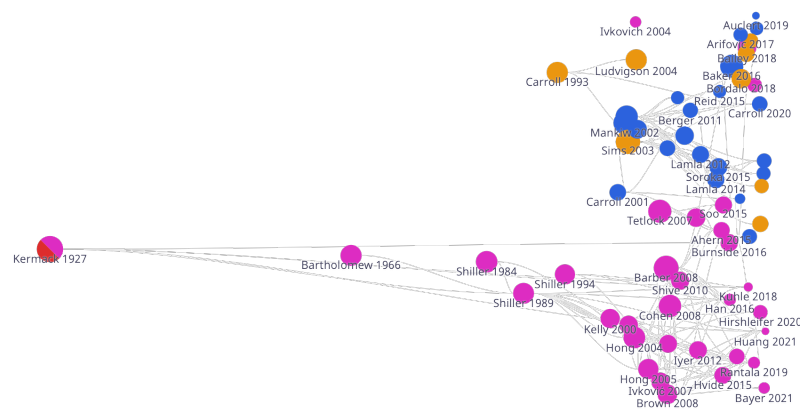 Auclert 2019
Ivkovich 2004
Arifovic 2017
Bailey 2018
Ludvigson 2004
Baker 2016
Carroll 1993
Bordalo 2018
Reid 2015
Carroll 2020
Berger 2011
Mankiw 2002
Sims 2003
Lamla 2012
Soroka 2015
Lamla 2014
Carroll 2001
Soo 2015
Tetlock 2007
Ahern 2015
Burnside 2016
Kermack 1927
Bartholomew 1966
Shiller 1984
Barber 2008
Shiller 1994
Shive 2010
Kuhle 2018
Shiller 1989
Han 2016
Cohen 2008
Hirshleifer 2020
Kelly 2000
Huang 2021
Hong 2004
Iyer 2012
Rantala 2019
Hong 2005
Hvide 2015
Ivkovic 2007
Bayer 2021
Brown 2008